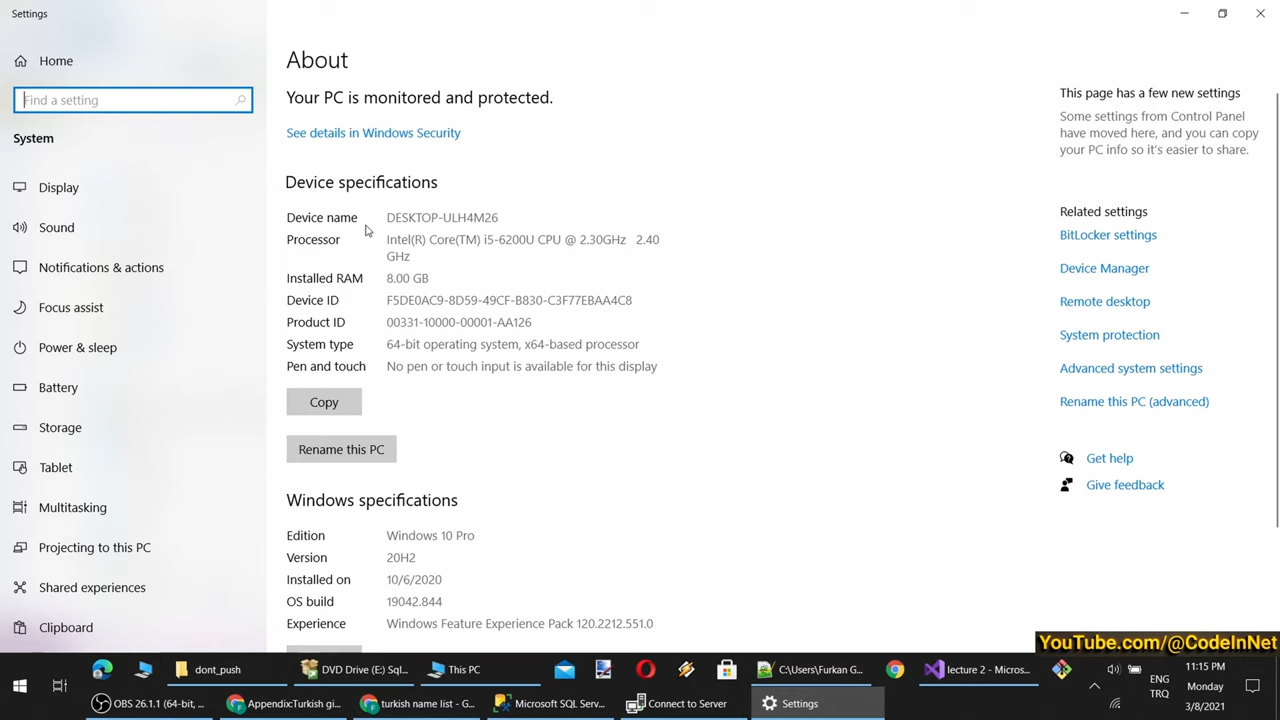 Settings
Home
Find a setting
System
Display
Sound
Notifications & actions
Focus assist
Power & sleep
Battery
Storage
Tablet
Multitasking
Projecting to this PC
Shared experiences
Clipboard
About
Your PC is monitored and protected.
See details in Windows Security
Device specifications
Device name DESKTOP-ULH4M26
Processor Intel(R) Core(TM) i5-6200U CPU @ 2.30GHz 2.40
GHz
Installed RAM 8.00 GB
Device ID F5DE0AC9-8D59-49CF-B830-C3F77EBAA4C8
Product ID 00331-10000-00001-AA126
System type 64-bit operating system, x64-based processor
Pen and touch No pen or touch input is available for this display
Copy
Rename this PC
Windows specifications
Edition Windows 10 Pro
Version 20H2
Installed on 10/6/2020
OS build 19042.844
Experience Windows Feature Experience Pack 120.2212.551.0
This page has a few new settings
Some settings from Control Panel
have moved here, and you can copy
your PC info so it's easier to share.
Related settings
BitLocker settings
Device Manager
Remote desktop
System protection
Advanced system settings
Rename this PC (advanced)
Get help
Give feedback
YouTube.com/@CodeInNet
dont_push
DVD Drive (E:) Sql...
This PC
C:\Users\Furkan G...
lecture 2 - Micros...
OBS 26.1.1 (64-bit, ...
Appendix:Turkish gi...
turkish name list - G...
Microsoft SQL Serv...
Connect to Server
Settings
ENG
TRQ
11:15 PM
Monday
3/8/2021